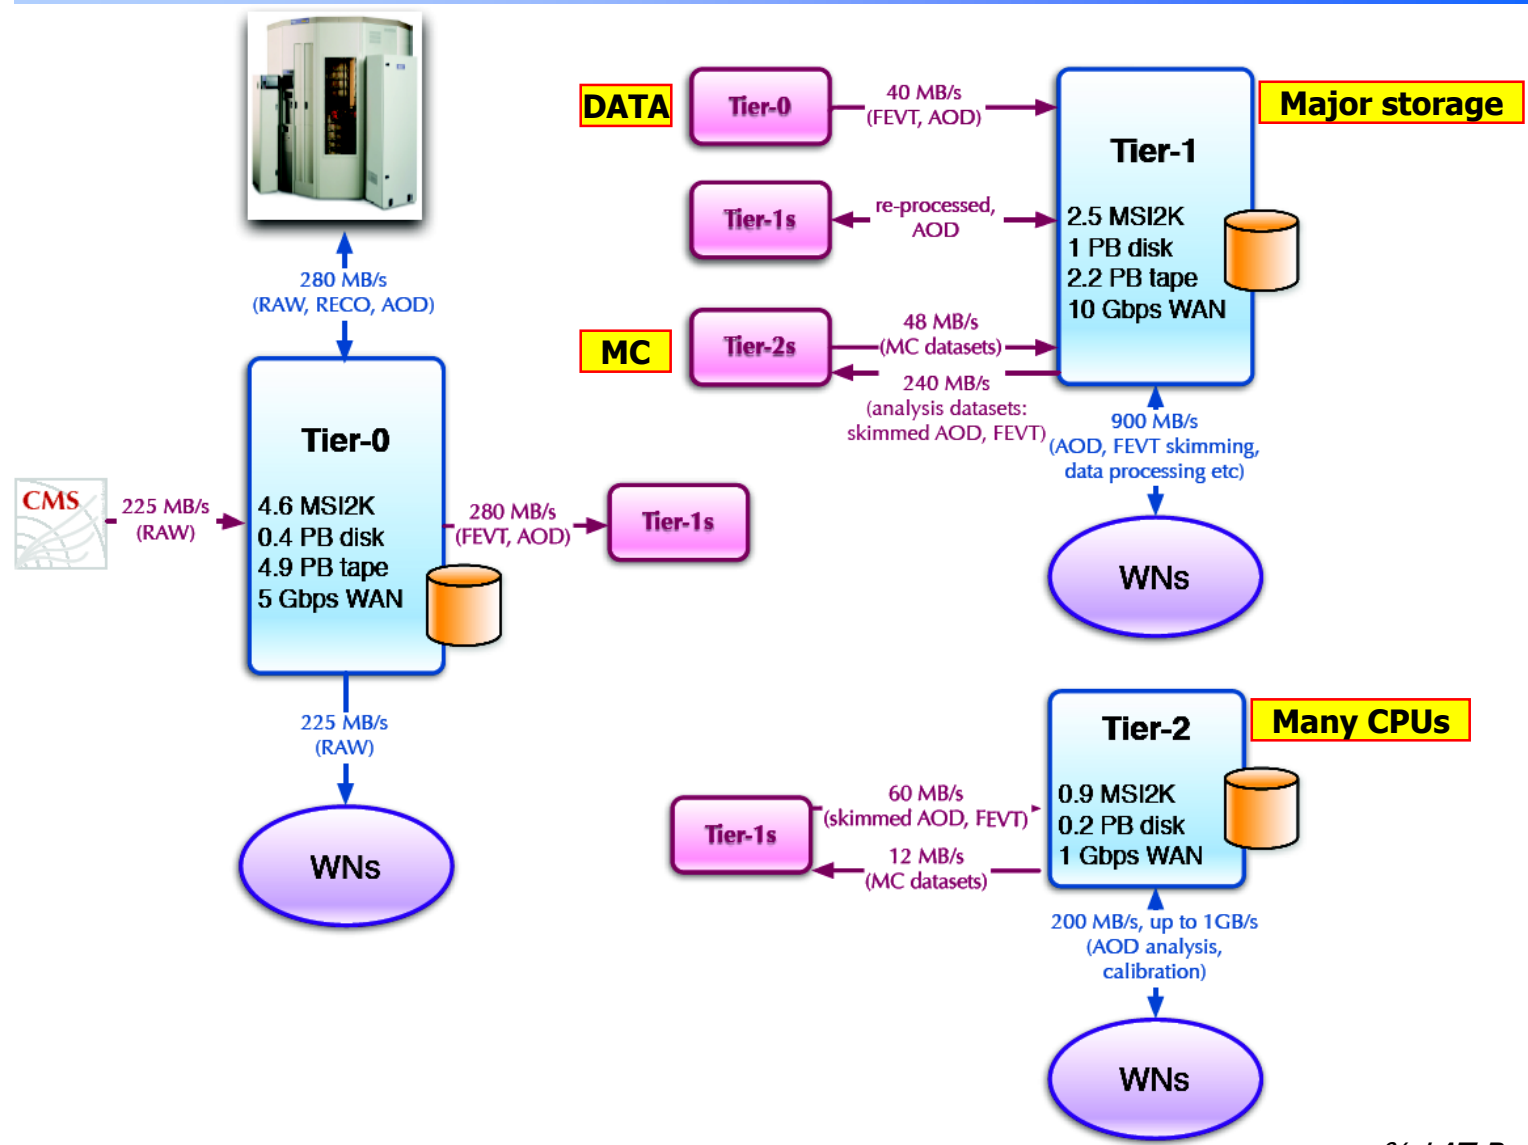 280 MB/s
(RAW, RECO, AOD)
Tier-0
4.6 MSI2K
0.4 PB disk
4.9 PB tape
5 Gbps WAN
CMS
225 MB/s
(RAW)
280 MB/s
(FEVT, AOD)
Tier-1s
225 MB/s
(RAW)
WNs
DATA
Tier-0
40 MB/s
(FEVT, AOD)
Major storage
Tier-1
2.5 MSI2K
1 PB disk
2.2 PB tape
10 Gbps WAN
Tier-1s
re-processed,
AOD
MC
Tier-2s
48 MB/s
(MC datasets)
240 MB/s
(analysis datasets:
skimmed AOD, FEVT)
900 MB/s
(AOD, FEVT skimming,
data processing etc)
WNs
Tier-2
Many CPUs
0.9 MSI2K
0.2 PB disk
1 Gbps WAN
Tier-1s
60 MB/s
(skimmed AOD, FEVT)
12 MB/s
(MC datasets)
200 MB/s, up to 1GB/s
(AOD analysis,
calibration)
WNs